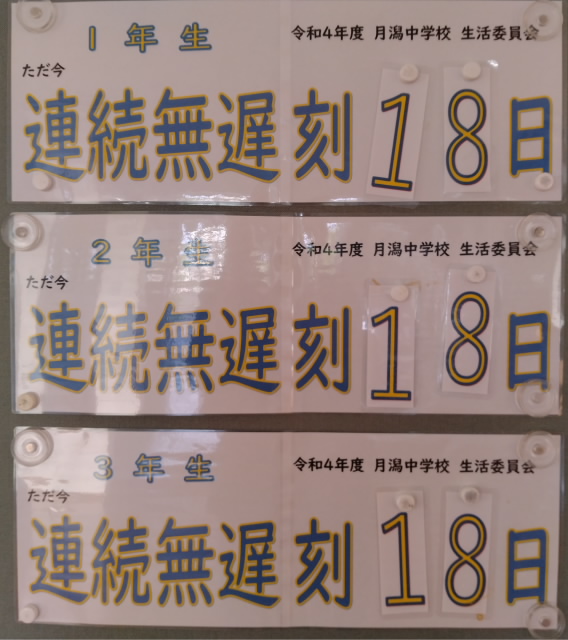 1年生 令和4年度 月潟中学校 生活委員会
ただ今
連続無遅刻18日
2年生 令和4年度 月潟中学校 生活委員会
ただ今
連続無遅刻18日
3年生 令和4年度 月潟中学校 生活委員会
ただ今
連続無遅刻18日